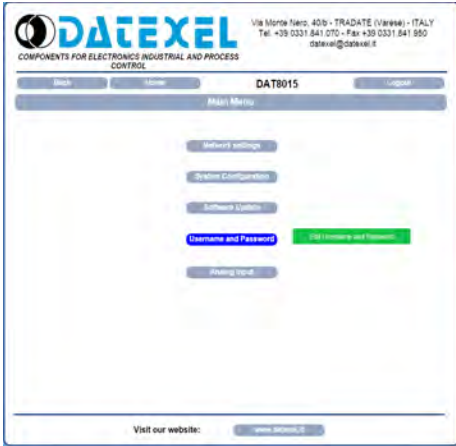 DATEXEL
COMPONENTS FOR ELECTRONICS INDUSTRIAL AND PROCESS
CONTROL
Via Monte Nero, 40/b - TRADATE (Varese) - ITALY
Tel. +39 0331.841.070 - Fax +39 0331.841.950
datexel@datexel.it
Back
Home
DAT8015
Logout
Main Menu
Network settings
System Configuration
Software Update
Username and Password
Edit Username and Password
Analog Input
Visit our website:
www.datexel.it